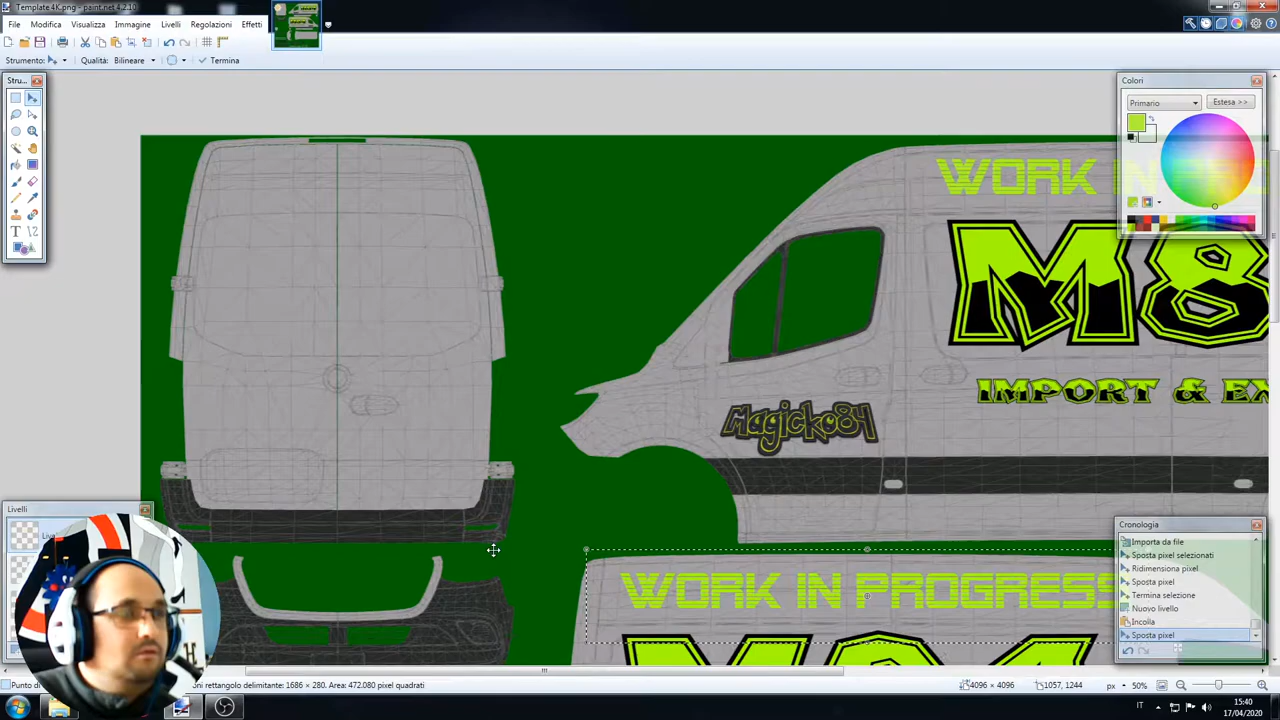 Template4K.png - paint.net 4.2.10
File Modifica Visualizza Immagine Livelli Regolazioni Effetti
Strumento: Qualità: Bilineare Termina
Stru...
Colori
Primario Estesa >>
WORK IN
M8
IMPORT & EX
Magicko84
Livelli
Cronologia
Importa da file
Sposta pixel selezionati
Ridimensiona pixel
Sposta pixel
Termina selezione
Nuovo livello
Incolla
Sposta pixel
WORK IN PROGRESS
ioni rettangolo delimitante: 1686 × 280. Area: 472.080 pixel quadrati
4096 × 4096 1057, 1244 px 50%
IT 15:40
17/04/2020